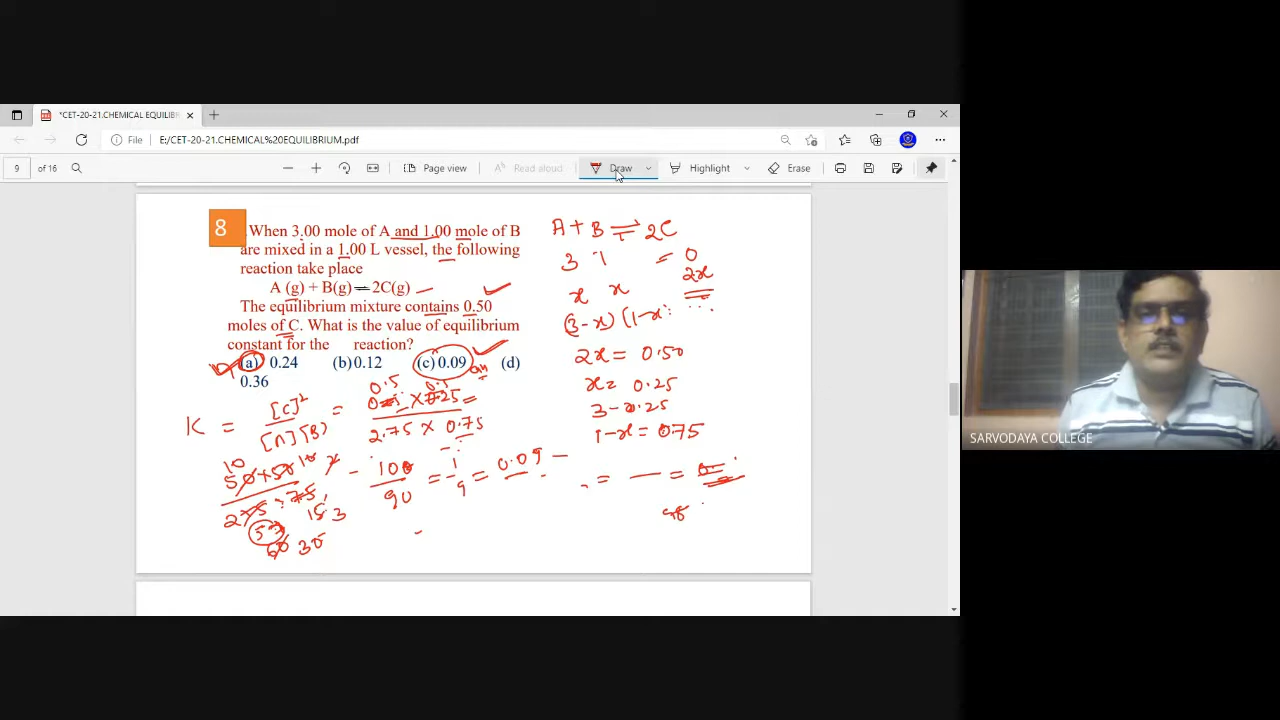 *CET-20-21.CHEMICAL EQUILIBR
File E:/CET-20-21.CHEMICAL%20EQUILIBRIUM.pdf
9 of 16 Page view Read aloud Draw Highlight Erase
8
When 3.00 mole of A and 1.00 mole of B
are mixed in a 1.00 L vessel, the following
reaction take place
A (g) + B(g) 2C(g)
The equilibrium mixture contains 0.50
moles of C. What is the value of equilibrium
constant for the reaction?
(a) 0.24 (b) 0.12 (c) 0.09 (d)
0.36
A + B ⇌ 2C
3 1 = 0
x x 2x
(3-x) (1-x
2x = 0.50
x = 0.25
1-x = 0.75
K = [C]² / [A][B] =
0.5 0.5
2.75 × 0.75
100 / 90 = 1 / 9 = 0.09
SARVODAYA COLLEGE